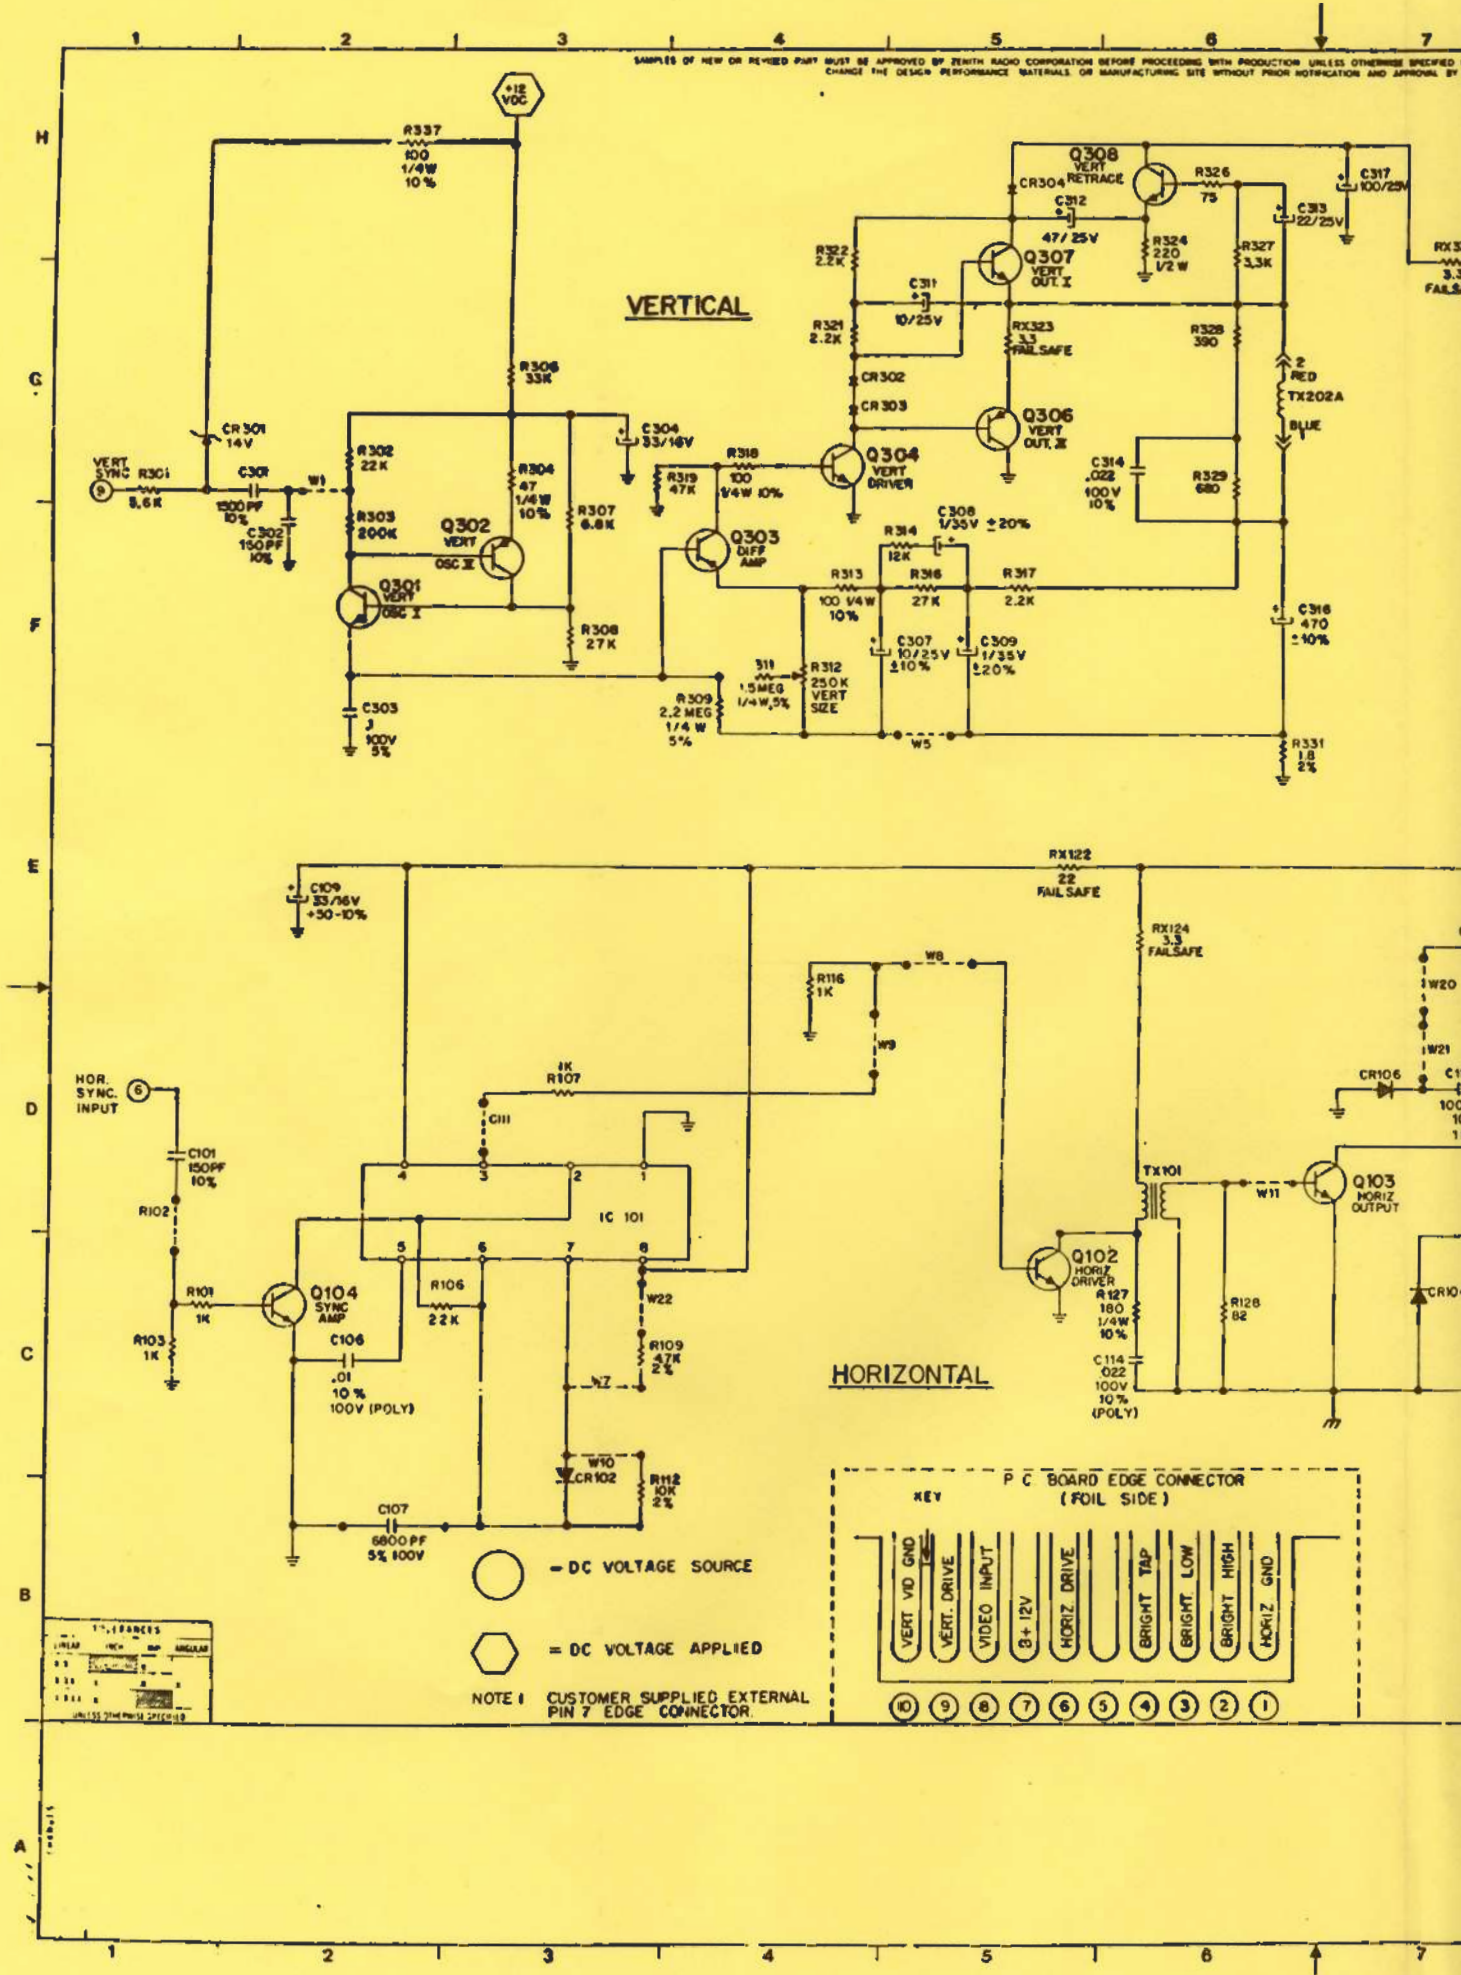 1 2 3 4 5 6 7
SAMPLES OF NEW OR REVISED PART MUST BE APPROVED BY ZENITH RADIO CORPORATION BEFORE PROCEEDING WITH PRODUCTION UNLESS OTHERWISE SPECIFIED
CHANGE THE DESIGN PERFORMANCE MATERIALS OR MANUFACTURING SITE WITHOUT PRIOR NOTIFICATION AND APPROVAL BY
+12
VDC
H
R337
100
1/4W
10%
Q308
VERT
RETRACE
R326
75
C317
100/25V
CR304
C312
47/25V
C313
22/25V
R322
2.2K
Q307
VERT
OUT. I
R324
220
1/2 W
R327
3.3K
VERTICAL
C311
10/25V
R321
2.2K
RX323
3.3
FAILSAFE
R328
390
G
R306
33K
CR302
CR303
2
RED
TX202A
BLUE
1
CR301
14V
C304
33/16V
Q306
VERT
OUT. II
VERT
SYNC
9
R301
5.6K
C301
1500PF
10%
W1
R302
22K
R304
47
1/4W
10%
R319
47K
R318
100
1/4W 10%
Q304
VERT
DRIVER
C314
.022
100V
10%
R329
680
C302
150PF
10%
R303
200K
Q302
VERT
OSC II
R307
6.8K
Q303
DIFF
AMP
R314
12K
C308
1/35V ±20%
Q301
VERT
OSC I
R313
100 1/4W
10%
R316
27K
R317
2.2K
F
R308
27K
C307
10/25V
±10%
C309
1/35V
±20%
C316
470
±10%
311
1.5MEG
1/4W,5%
R312
250K
VERT
SIZE
R309
2.2 MEG
1/4 W
5%
C303
.1
100V
5%
W5
R331
1.8
2%
E
RX122
22
FAILSAFE
C109
33/16V
+50-10%
RX124
3.3
FAILSAFE
R116
1K
W8
W20
W9
W21
HOR.
SYNC.
INPUT
6
1K
R107
CR106
D
C111
C101
150PF
10%
4 3 2 1
TX101
R102
IC 101
W11
Q103
HORIZ
OUTPUT
5 6 7 8
Q102
HORIZ
DRIVER
R101
1K
Q104
SYNC
AMP
R106
22K
W22
R127
180
1/4W
10%
R128
82
R103
1K
C106
.01
10%
100V (POLY)
R109
47K
2%
C
W7
HORIZONTAL
C114
.022
100V
10%
(POLY)
W10
CR102
R112
10K
2%
C107
6800PF
5% 100V
P C BOARD EDGE CONNECTOR
(FOIL SIDE)
KEY
= DC VOLTAGE SOURCE
B
VERT VID GND
VERT. DRIVE
VIDEO INPUT
B+ 12V
HORIZ. DRIVE
BRIGHT TAP
BRIGHT. LOW
BRIGHT HIGH
HORIZ GND
TOLERANCES
LINEAR INCH ANGULAR
UNLESS OTHERWISE SPECIFIED
= DC VOLTAGE APPLIED
NOTE 1 CUSTOMER SUPPLIED EXTERNAL
PIN 7 EDGE CONNECTOR.
10 9 8 7 6 5 4 3 2 1
A
1 2 3 4 5 6 7